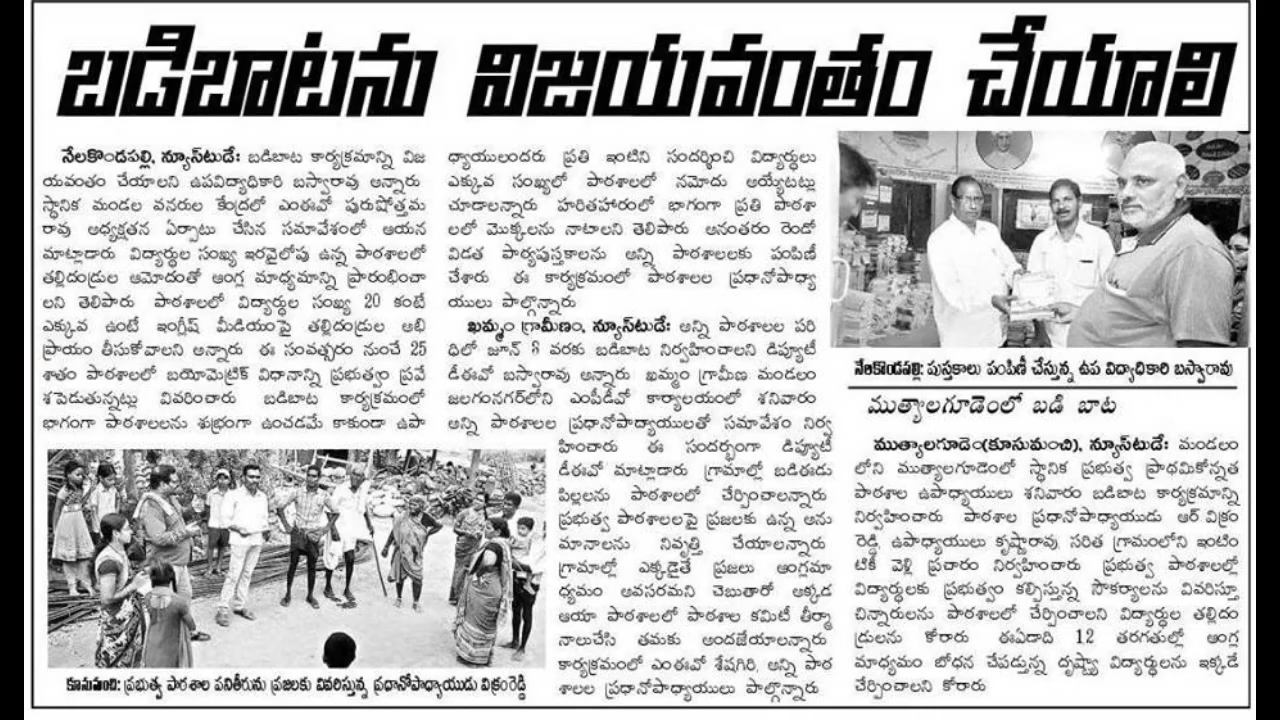 బడిబాటను విజయవంతం చేయాలి
నేలకొండపల్లి, న్యూస్‌టుడే: బడిబాట కార్యక్రమాన్ని విజ
యవంతం చేయాలని ఉపవిద్యాధికారి బస్వారావు అన్నారు
స్థానిక మండల వనరుల కేంద్రలో ఎంఈవో పురుషోత్తమ
రావు అధ్యక్షతన ఏర్పాటు చేసిన సమావేశంలో ఆయన
మాట్లాడారు విద్యార్థుల సంఖ్య ఇరవైలోపు ఉన్న పాఠశాలలో
తల్లిదండ్రుల ఆమోదంతో ఆంగ్ల మాధ్యమాన్ని ప్రారంభించా
లని తెలిపారు పాఠశాలలో విద్యార్థుల సంఖ్య 20 కంటే
ఎక్కువ ఉంటే ఇంగ్లీష్ మీడియంపై తల్లిదండ్రుల అభి
ప్రాయం తీసుకోవాలని అన్నారు ఈ సంవత్సరం నుంచే 25
శాతం పాఠశాలలో బయోమెట్రిక్ విధానాన్ని ప్రభుత్వం ప్రవే
శపెడుతున్నట్లు వివరించారు బడిబాట కార్యక్రమంలో
భాగంగా పాఠశాలలను శుభ్రంగా ఉంచడమే కాకుండా ఉపా
ధ్యాయులందరు ప్రతి ఇంటిని సందర్శించి విద్యార్థులు
ఎక్కువ సంఖ్యలో పాఠశాలలో నమోదు అయ్యేటట్లు
చూడాలన్నారు హరితహారంలో భాగంగా ప్రతి పాఠశా
లలో మొక్కలను నాటాలని తెలిపారు అనంతరం రెండో
విడత పాఠ్యపుస్తకాలను అన్ని పాఠశాలలకు పంపిణీ
చేశారు ఈ కార్యక్రమంలో పాఠశాలల ప్రధానోపాధ్యా
యులు పాల్గొన్నారు
ఖమ్మం గ్రామీణం, న్యూస్‌టుడే: అన్ని పాఠశాలల పరి
ధిలో జూన్ 8 వరకు బడిబాట నిర్వహించాలని డిప్యూటీ
డీఈవో బస్వారావు అన్నారు ఖమ్మం గ్రామీణ మండలం
జలగంనగర్‌లోని ఎంపీడీవో కార్యాలయంలో శనివారం
అన్ని పాఠశాలల ప్రధానోపాధ్యాయులతో సమావేశం నిర్వ
హించారు ఈ సందర్భంగా డిప్యూటీ
డీఈవో మాట్లాడారు గ్రామాల్లో బడిఈడు
పిల్లలను పాఠశాలలో చేర్పించాలన్నారు
ప్రభుత్వ పాఠశాలలపై ప్రజలకు ఉన్న అను
మానాలను నివృత్తి చేయాలన్నారు
గ్రామాల్లో ఎక్కడైతే ప్రజలు ఆంగ్లమా
ధ్యమం అవసరమని చెబుతారో అక్కడ
ఆయా పాఠశాలలో పాఠశాల కమిటీ తీర్మా
నాలుచేసి తమకు అందజేయాలన్నారు
కార్యక్రమంలో ఎంఈవో శేషగిరి, అన్ని పాఠ
శాలల ప్రధానోపాధ్యాయులు పాల్గొన్నారు
కూసుమంచి: ప్రభుత్వ పాఠశాల పనితీరును ప్రజలకు వివరిస్తున్న ప్రధానోపాధ్యాయుడు విక్రంరెడ్డి
నేలకొండపల్లి: పుస్తకాలు పంపిణీ చేస్తున్న ఉప విద్యాధికారి బస్వారావు
ముత్యాలగూడెంలో బడి బాట
ముత్యాలగూడెం(కూసుమంచి), న్యూస్‌టుడే: మండలం
లోని ముత్యాలగూడెంలో స్థానిక ప్రభుత్వ ప్రాథమికోన్నత
పాఠశాల ఉపాధ్యాయులు శనివారం బడిబాట కార్యక్రమాన్ని
నిర్వహించారు పాఠశాల ప్రధానోపాధ్యాయుడు ఆర్ విక్రం
రెడ్డి, ఉపాధ్యాయులు కృష్ణారావు, సరిత గ్రామంలోని ఇంటిం
టికీ వెళ్లి ప్రచారం నిర్వహించారు ప్రభుత్వ పాఠశాలల్లో
విద్యార్థులకు ప్రభుత్వం కల్పిస్తున్న సౌకర్యాలను వివరిస్తూ
చిన్నారులను పాఠశాలలో చేర్పించాలని విద్యార్థుల తల్లిదం
డ్రులను కోరారు ఈఏడాది 1,2 తరగతుల్లో ఆంగ్ల
మాధ్యమం బోధన చేపడ్తున్న దృష్ట్యా విద్యార్థులను ఇక్కడే
చేర్పించాలని కోరారు